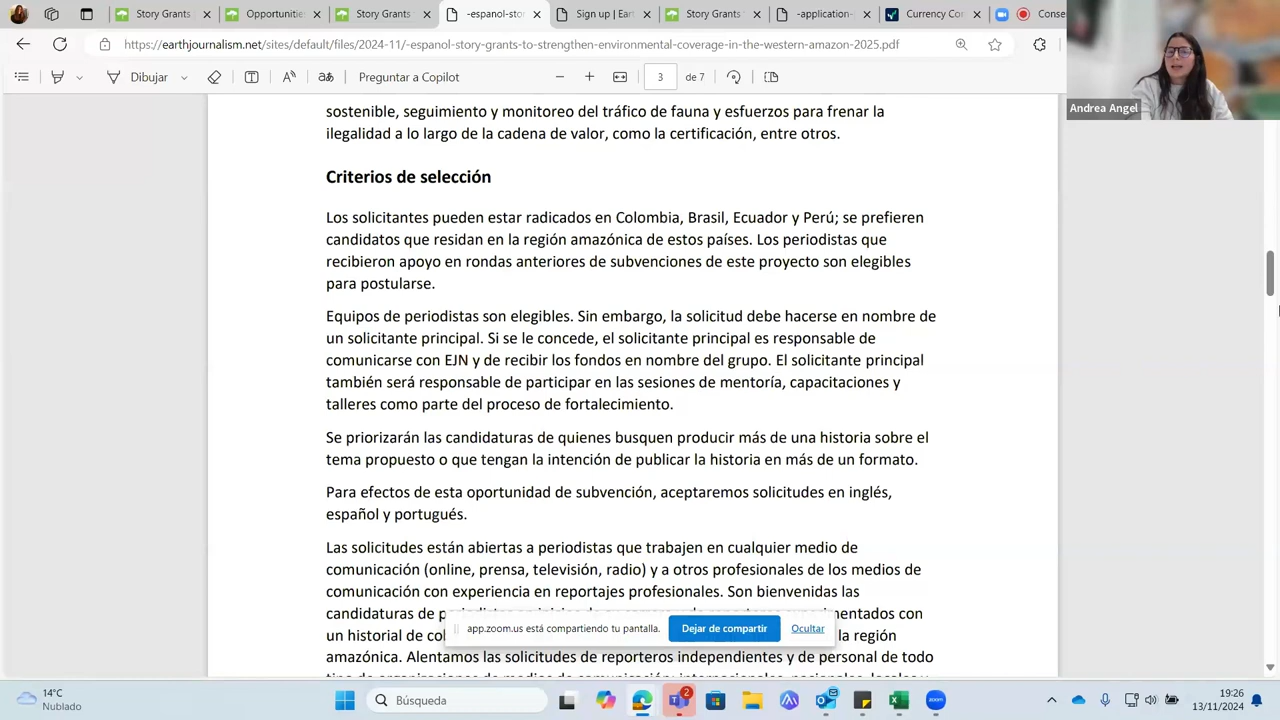 Story Grants
Opportunities
Story Grants
-espanol-stor
Sign up | Eart
Story Grants
-application-
Currency Con
Conse
https://earthjournalism.net/sites/default/files/2024-11/-espanol-story-grants-to-strengthen-environmental-coverage-in-the-western-amazon-2025.pdf
Dibujar
Preguntar a Copilot
3 de 7
Andrea Angel
sostenible, seguimiento y monitoreo del tráfico de fauna y esfuerzos para frenar la
ilegalidad a lo largo de la cadena de valor, como la certificación, entre otros.
Criterios de selección
Los solicitantes pueden estar radicados en Colombia, Brasil, Ecuador y Perú; se prefieren
candidatos que residan en la región amazónica de estos países. Los periodistas que
recibieron apoyo en rondas anteriores de subvenciones de este proyecto son elegibles
para postularse.
Equipos de periodistas son elegibles. Sin embargo, la solicitud debe hacerse en nombre de
un solicitante principal. Si se le concede, el solicitante principal es responsable de
comunicarse con EJN y de recibir los fondos en nombre del grupo. El solicitante principal
también será responsable de participar en las sesiones de mentoría, capacitaciones y
talleres como parte del proceso de fortalecimiento.
Se priorizarán las candidaturas de quienes busquen producir más de una historia sobre el
tema propuesto o que tengan la intención de publicar la historia en más de un formato.
Para efectos de esta oportunidad de subvención, aceptaremos solicitudes en inglés,
español y portugués.
Las solicitudes están abiertas a periodistas que trabajen en cualquier medio de
comunicación (online, prensa, televisión, radio) y a otros profesionales de los medios de
comunicación con experiencia en reportajes profesionales. Son bienvenidas las
candidaturas de
con
un historial de
la región
amazónica. Alentamos las solicitudes de reporteros independientes y de personal de todo
app.zoom.us está compartiendo tu pantalla.
Dejar de compartir
Ocultar
14°C
Nublado
Búsqueda
2
19:26
13/11/2024